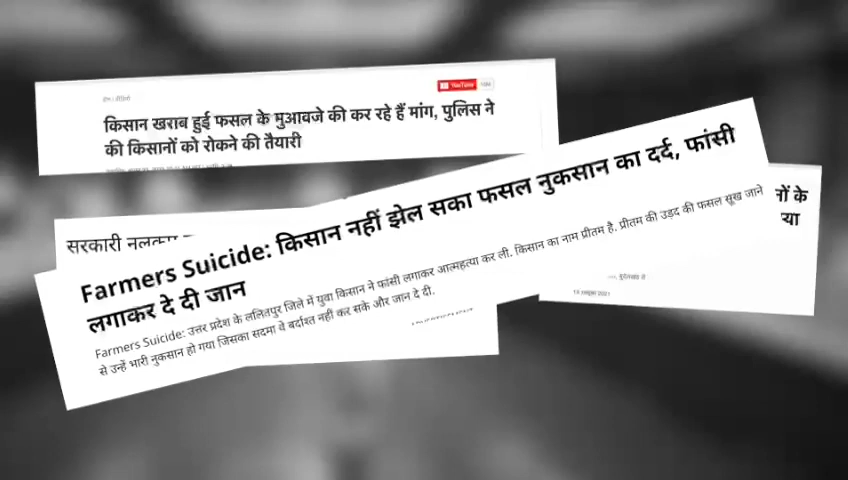 YouTube
किसान खराब हुई फसल के मुआवजे की कर रहे हैं मांग, पुलिस ने
की किसानों को रोकने की तैयारी
सरकारी
Farmers Suicide: किसान नहीं झेल सका फसल नुकसान का दर्द, फांसी
लगाकर दे दी जान
Farmers Suicide: उत्तर प्रदेश के ललितपुर जिले में युवा किसान ने फांसी लगाकर आत्महत्या कर ली. किसान का नाम प्रीतम है. प्रीतम की उड़द की फसल सूख जाने
से उन्हें भारी नुकसान हो गया जिसका सदमा वे बर्दाश्त नहीं कर सके और जान दे दी.
नों के
या